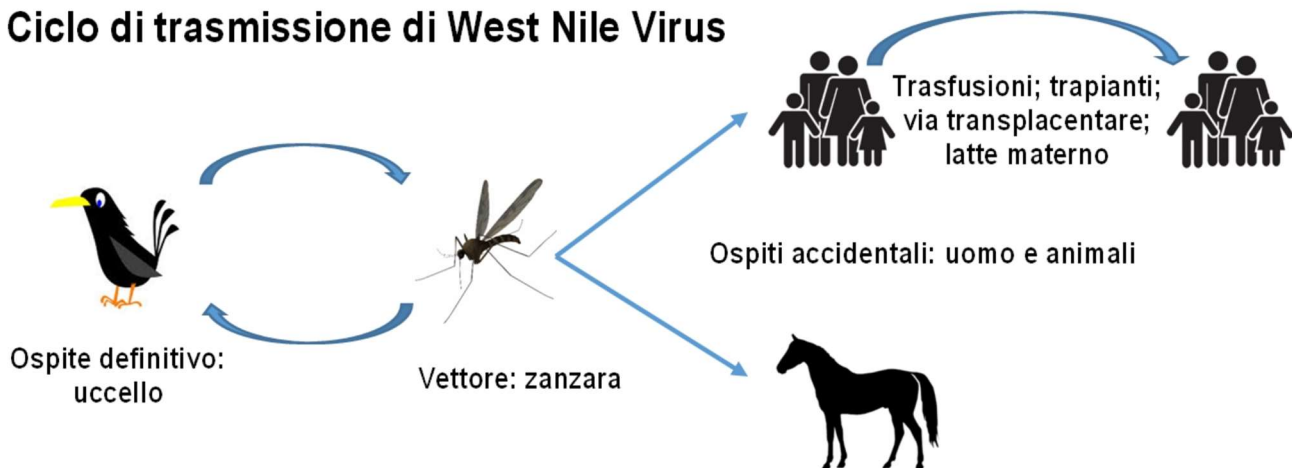 Ciclo di trasmissione di West Nile Virus
Trasfusioni; trapianti;
via transplacentare;
latte materno
Ospiti accidentali: uomo e animali
Ospite definitivo:
uccello
Vettore: zanzara